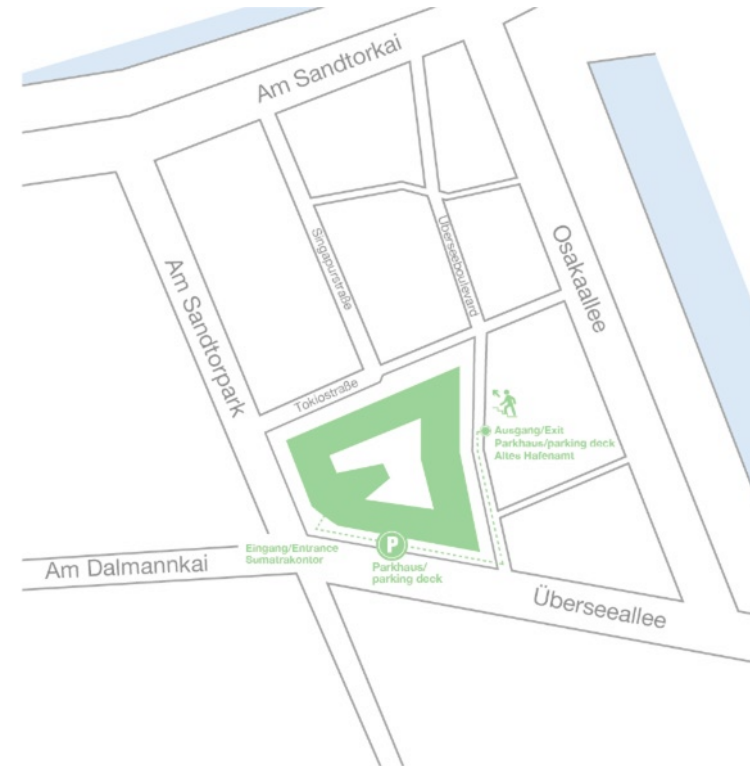 Am Sandtorkai
Singapurstraße
Überseeboulevard
Osakaallee
Am Sandtorpark
Tokiostraße
Ausgang/Exit
Parkhaus/parking deck
Altes Hafenamt
Eingang/Entrance
Sumatrakontor
P
Parkhaus/
parking deck
Am Dalmannkai
Überseeallee